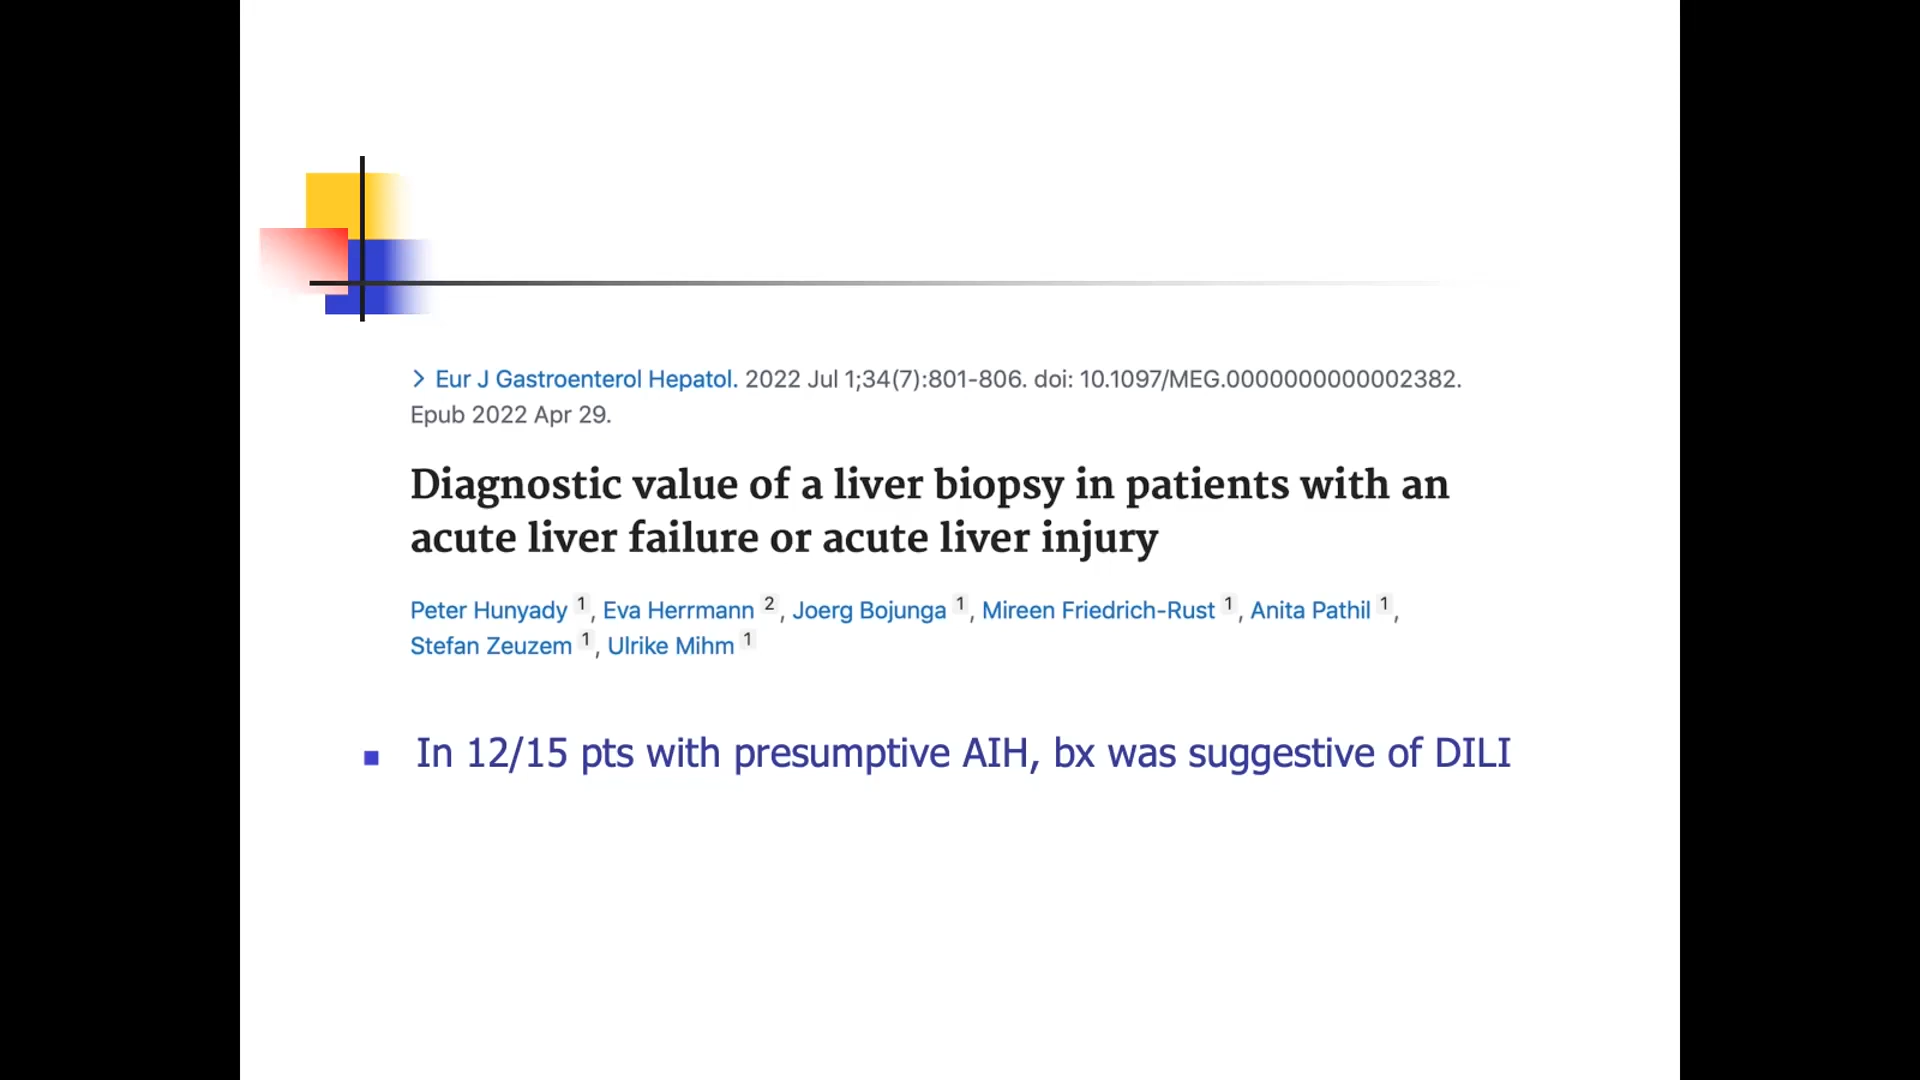 > Eur J Gastroenterol Hepatol. 2022 Jul 1;34(7):801-806. doi: 10.1097/MEG.0000000000002382.
Epub 2022 Apr 29.
Diagnostic value of a liver biopsy in patients with an
acute liver failure or acute liver injury
Peter Hunyady 1, Eva Herrmann 2, Joerg Bojunga 1, Mireen Friedrich-Rust 1, Anita Pathil 1,
Stefan Zeuzem 1, Ulrike Mihm 1
■ In 12/15 pts with presumptive AIH, bx was suggestive of DILI